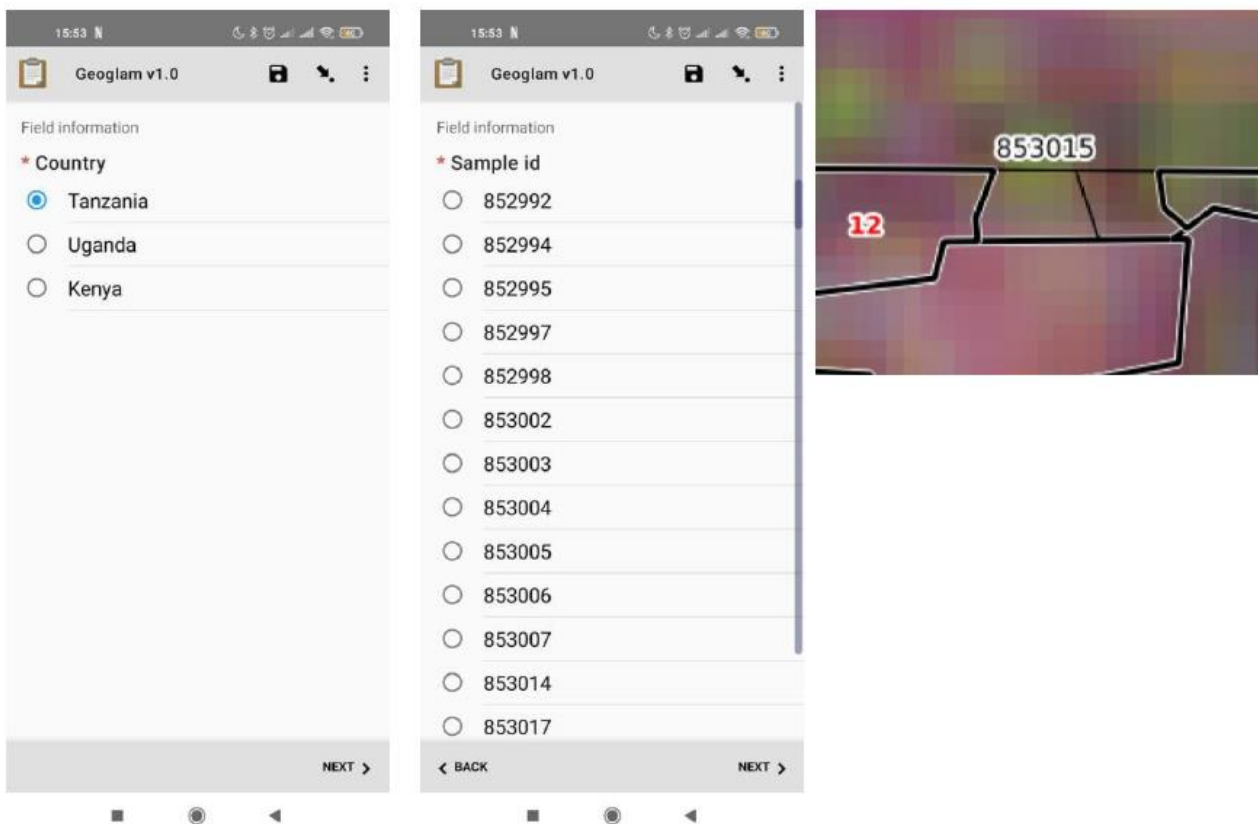 15:53
Geoglam v1.0
Field information
* Country
Tanzania
Uganda
Kenya
NEXT >
15:53
Geoglam v1.0
Field information
* Sample id
852992
852994
852995
852997
852998
853002
853003
853004
853005
853006
853007
853014
853017
< BACK NEXT >
853015
12